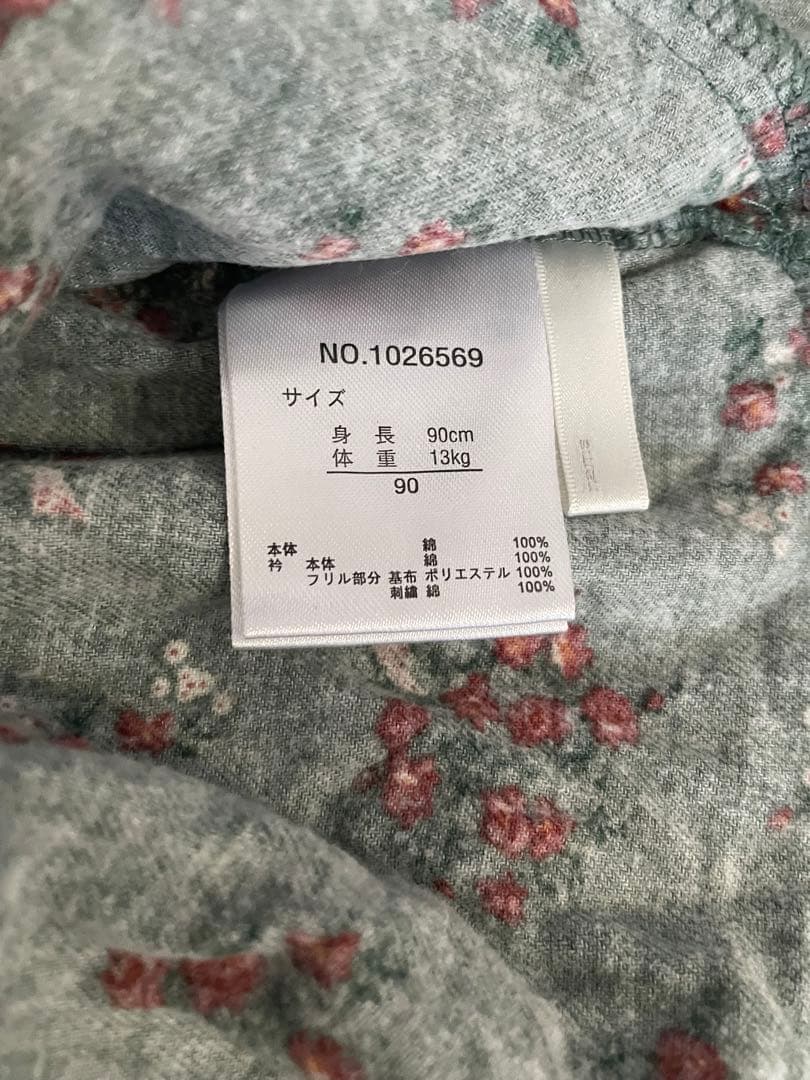 NO.1026569
サイズ
身 長 90cm
体 重 13kg
90
本体 綿 100%
衿 本体 綿 100%
フリル部分 基布 ポリエステル 100%
刺繍 綿 100%